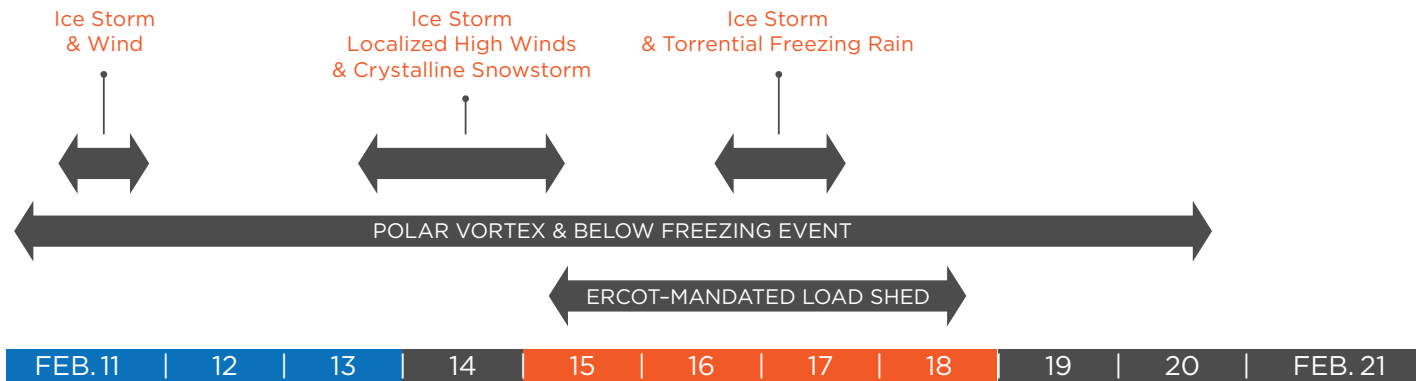 Ice Storm
& Wind
Ice Storm
Localized High Winds
& Crystalline Snowstorm
Ice Storm
& Torrential Freezing Rain
POLAR VORTEX & BELOW FREEZING EVENT
ERCOT–MANDATED LOAD SHED
FEB. 11 | 12 | 13 | 14 | 15 | 16 | 17 | 18 | 19 | 20 | FEB. 21